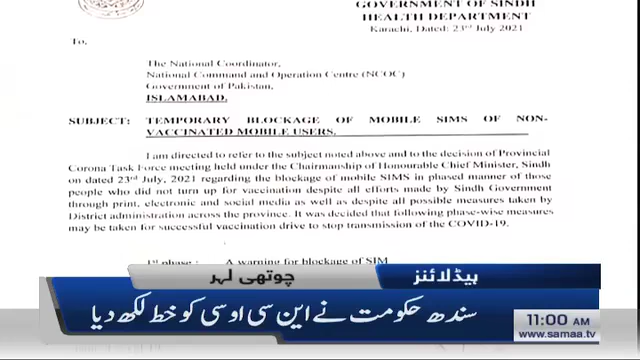 GOVERNMENT OF SINDH
HEALTH DEPARTMENT
Karachi, Dated: 23rd July 2021
To,
The National Coordinator,
National Command and Operation Centre (NCOC)
Government of Pakistan,
ISLAMABAD.
SUBJECT: TEMPORARY BLOCKAGE OF MOBILE SIMS OF NON-
VACCINATED MOBILE USERS.
I am directed to refer to the subject noted above and to the decision of Provincial
Corona Task Force meeting held under the Chairmanship of Honourable Chief Minister, Sindh
on dated 23rd July, 2021 regarding the blockage of mobile SIMS in phased manner of those
people who did not turn up for vaccination despite all efforts made by Sindh Government
through print, electronic and social media as well as despite all possible measures taken by
District administration across the province. It was decided that following phase-wise measures
may be taken for successful vaccination drive to stop transmission of the COVID-19.
1st phase : A warning for blockage of SIM
ہیڈلائنز
چوتھی لہر
سندھ حکومت نے این سی او سی کو خط لکھ دیا
11:00 AM
www.samaa.tv